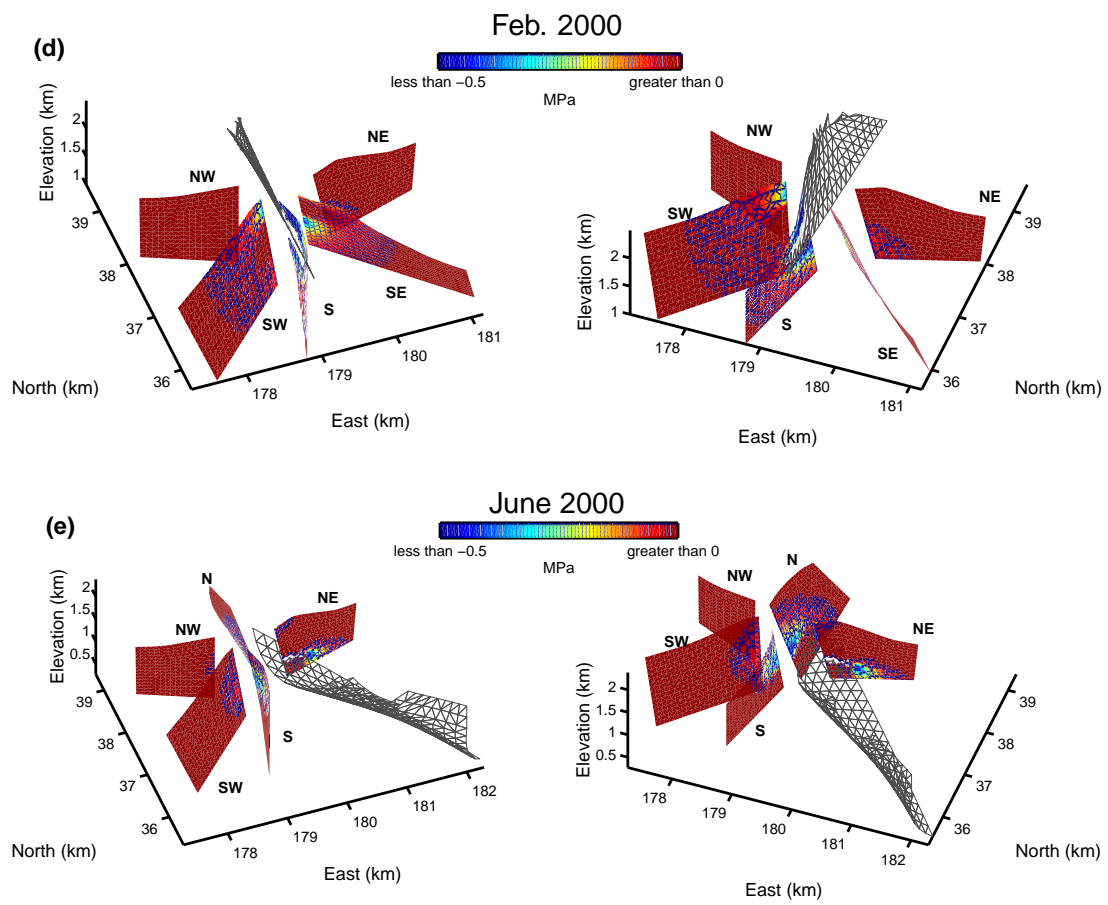 (d)
Feb. 2000
less than −0.5
greater than 0
MPa
Elevation (km)
2
1.5
1
39
38
37
36
North (km)
178
179
180
181
East (km)
NW
NE
SW
S
SE
Elevation (km)
2
1.5
1
178
179
180
181
East (km)
39
38
37
36
North (km)
NW
SW
NE
S
SE
(e)
June 2000
less than −0.5
greater than 0
MPa
Elevation (km)
2
1.5
1
0.5
39
38
37
36
North (km)
178
179
180
181
182
East (km)
N
NW
NE
SW
S
Elevation (km)
2
1.5
1
0.5
178
179
180
181
182
East (km)
39
38
37
36
North (km)
N
NW
SW
NE
S